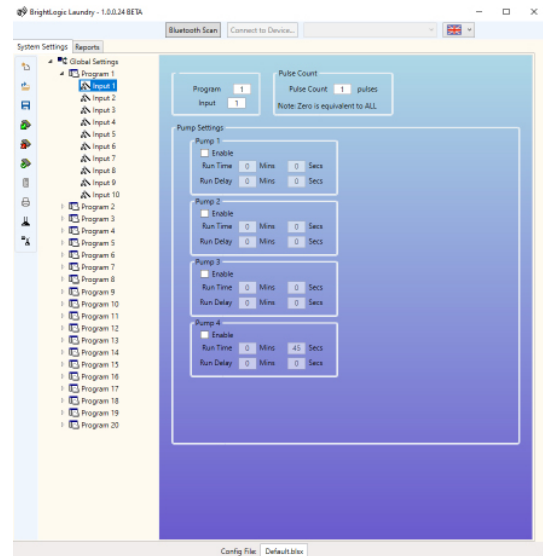 BrightLogic Laundry - 1.0.0.24 BETA
Bluetooth Scan Connect to Device...
System Settings Reports
Global Settings
Program 1
Input 1
Input 2
Input 3
Input 4
Input 5
Input 6
Input 7
Input 8
Input 9
Input 10
Program 2
Program 3
Program 4
Program 5
Program 6
Program 7
Program 8
Program 9
Program 10
Program 11
Program 12
Program 13
Program 14
Program 15
Program 16
Program 17
Program 18
Program 19
Program 20
Program 1
Input 1
Pulse Count
Pulse Count 1 pulses
Note: Zero is equivalent to ALL
Pump Settings
Pump 1
Enable
Run Time 0 Mins 0 Secs
Run Delay 0 Mins 0 Secs
Pump 2
Enable
Run Time 0 Mins 0 Secs
Run Delay 0 Mins 0 Secs
Pump 3
Enable
Run Time 0 Mins 0 Secs
Run Delay 0 Mins 0 Secs
Pump 4
Enable
Run Time 0 Mins 45 Secs
Run Delay 0 Mins 0 Secs
Config File Default.blsx